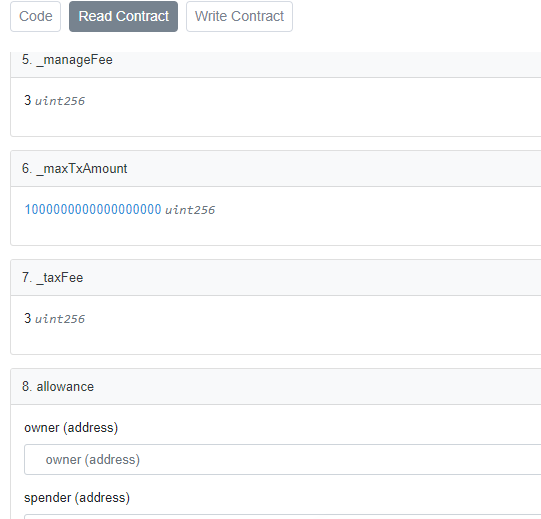 Code Read Contract Write Contract
5. _manageFee
3 uint256
6. _maxTxAmount
1000000000000000000 uint256
7. _taxFee
3 uint256
8. allowance
owner (address)
owner (address)
spender (address)